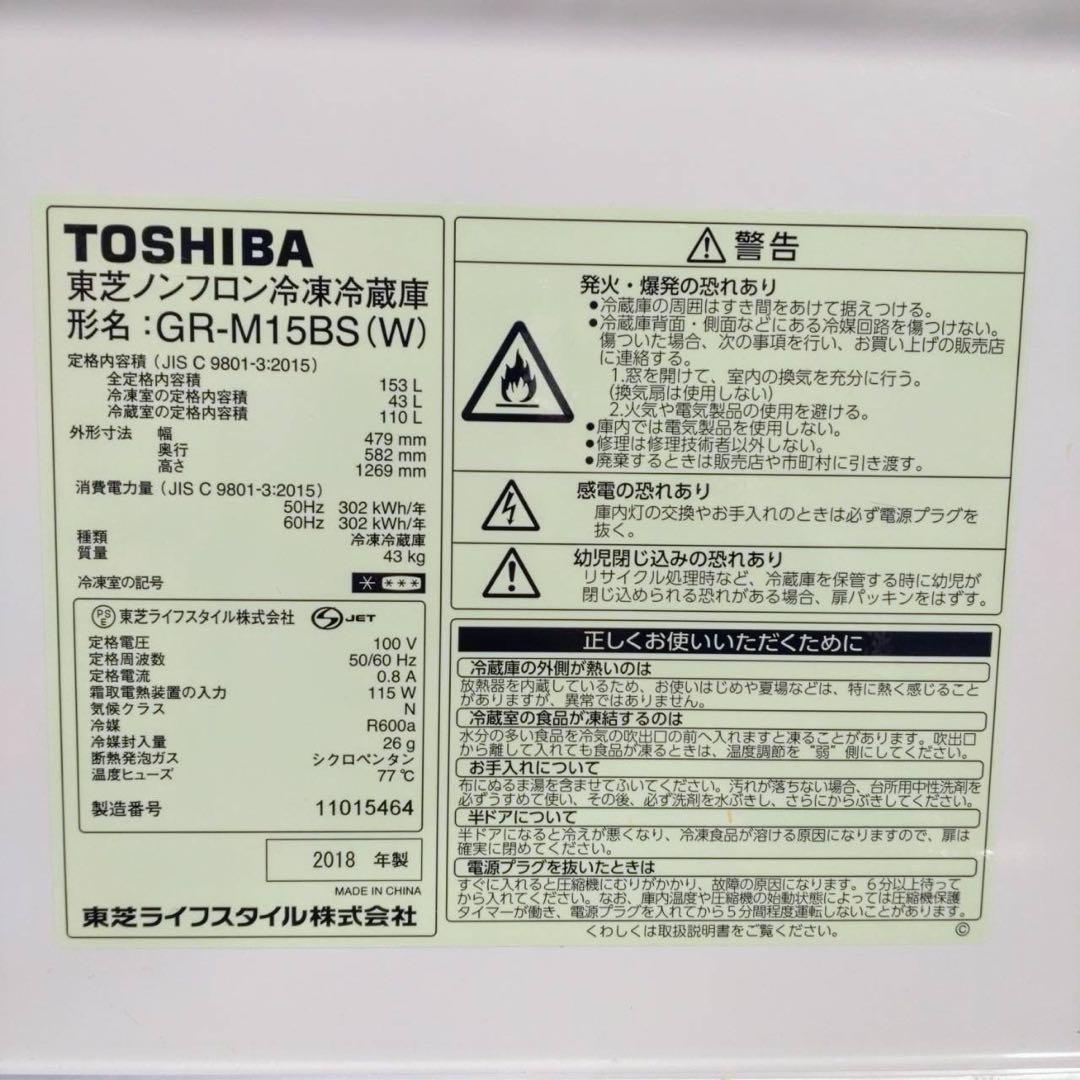 TOSHIBA
東芝ノンフロン冷凍冷蔵庫
形名:GR-M15BS(W)
定格内容積(JIS C 9801-3:2015)
全定格内容積 153 L
冷凍室の定格内容積 43 L
冷蔵室の定格内容積 110 L
外形寸法 幅 479 mm
奥行 582 mm
高さ 1269 mm
消費電力量(JIS C 9801-3:2015)
50Hz 302 kWh/年
60Hz 302 kWh/年
種類 冷凍冷蔵庫
質量 43 kg
冷凍室の記号
PSE 東芝ライフスタイル株式会社 JET
定格電圧 100 V
定格周波数 50/60 Hz
定格電流 0.8 A
霜取電熱装置の入力 115 W
気候クラス N
冷媒 R600a
冷媒封入量 26 g
断熱発泡ガス シクロペンタン
温度ヒューズ 77℃
製造番号 11015464
2018 年製
MADE IN CHINA
東芝ライフスタイル株式会社
警告
発火・爆発の恐れあり
●冷蔵庫の周囲はすき間をあけて据えつける。
●冷蔵庫背面・側面などにある冷媒回路を傷つけない。
傷ついた場合、次の事項を行い、お買い上げの販売店
に連絡する。
1.窓を開けて、室内の換気を充分に行う。
(換気扇は使用しない)
2.火気や電気製品の使用を避ける。
●庫内では電気製品を使用しない。
●修理は修理技術者以外しない。
●廃棄するときは販売店や市町村に引き渡す。
感電の恐れあり
庫内灯の交換やお手入れのときは必ず電源プラグを
抜く。
幼児閉じ込みの恐れあり
リサイクル処理時など、冷蔵庫を保管する時に幼児が
閉じ込められる恐れがある場合、扉パッキンをはずす。
正しくお使いいただくために
冷蔵庫の外側が熱いのは
放熱器を内蔵しているため、お使いはじめや夏場などは、特に熱く感じること
がありますが、異常ではありません。
冷蔵室の食品が凍結するのは
水分の多い食品を冷気の吹出口の前へ入れますと凍ることがあります。吹出口
から離して入れても食品が凍るときは、温度調節を“弱”側にしてください。
お手入れについて
布にぬるま湯を含ませてふいてください。汚れが落ちない場合、台所用中性洗剤を
必ずうすめて使い、その後、必ず洗剤を水ぶきし、さらにからぶきしてください。
半ドアについて
半ドアになると冷えが悪くなり、冷凍食品が溶ける原因になりますので、扉は
確実に閉めてください。
電源プラグを抜いたときは
すぐに入れると圧縮機にむりがかかり、故障の原因になります。6分以上待って
から入れてください。なお、庫内温度や圧縮機の始動状態によっては圧縮機保護
タイマーが働き、電源プラグを入れてから5分間程度運転しないことがあります。
くわしくは取扱説明書をご覧ください。 ©